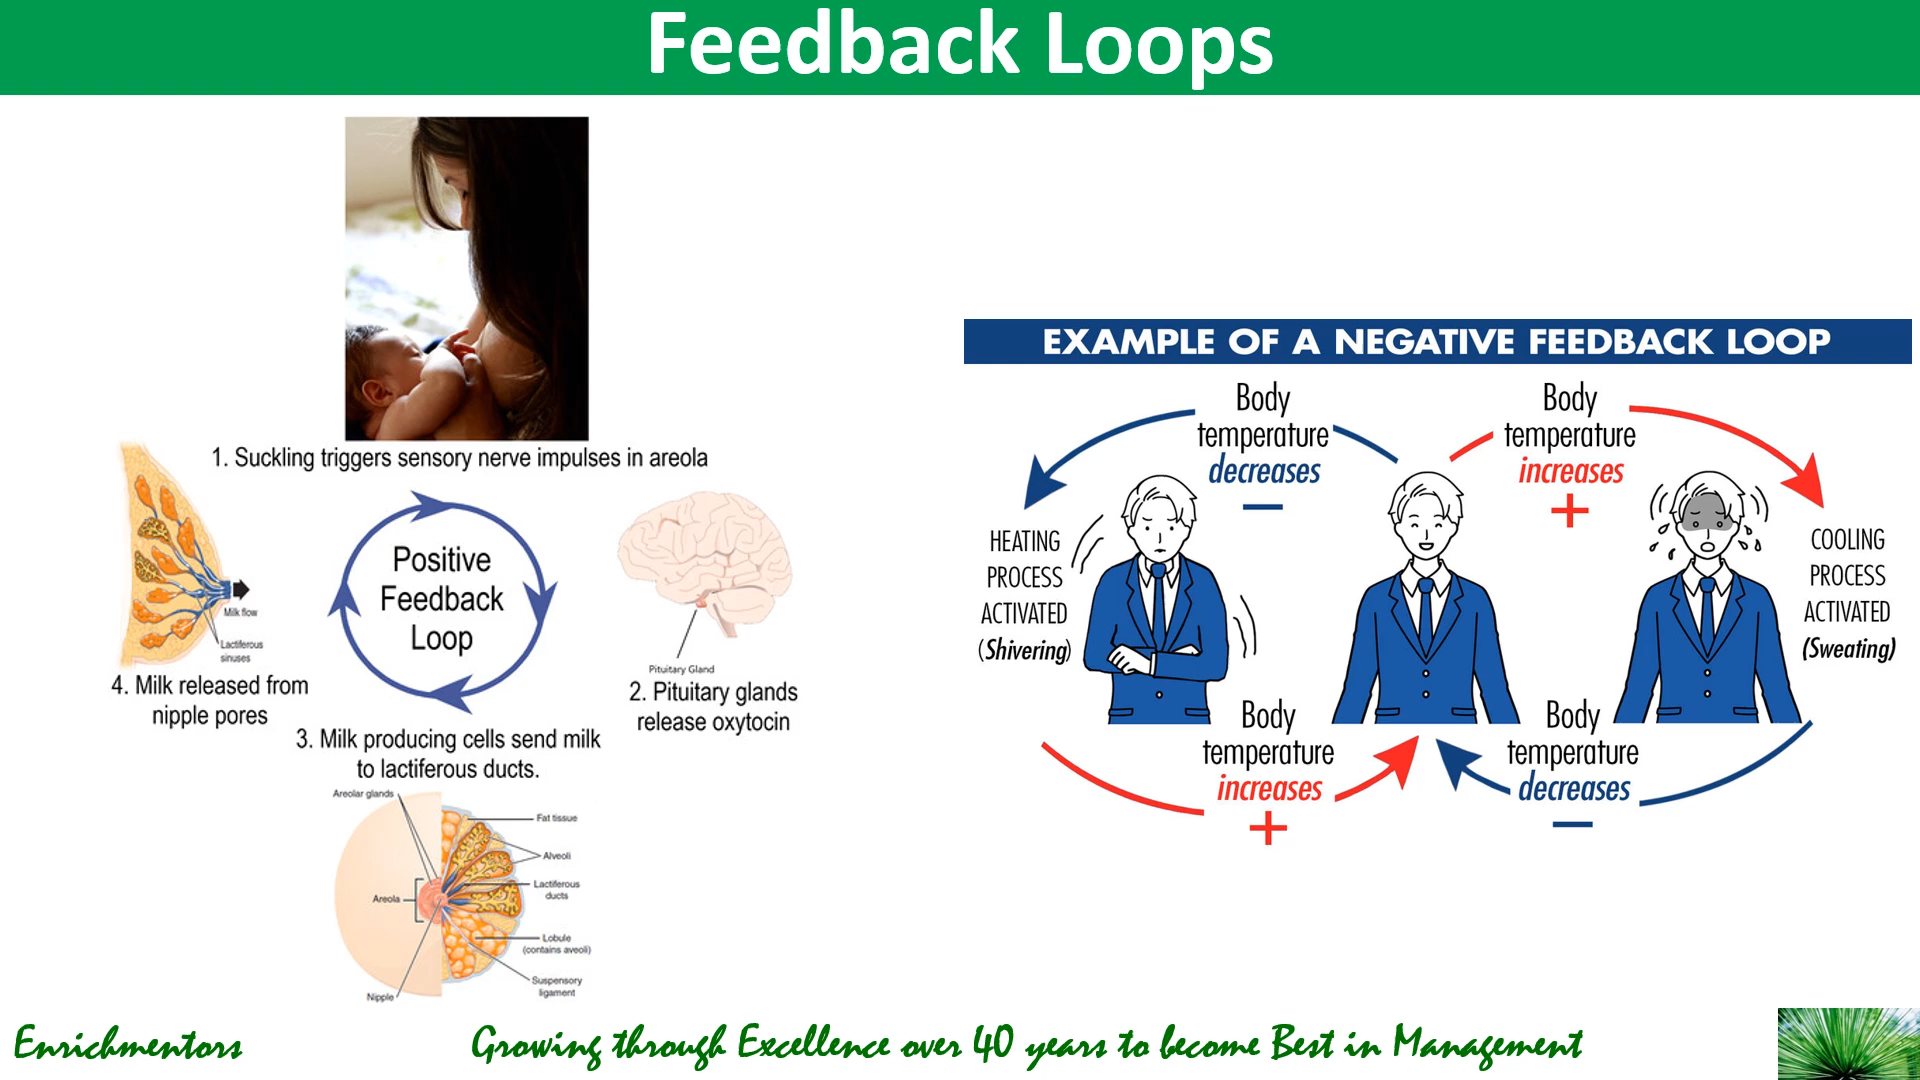 Feedback Loops
1. Suckling triggers sensory nerve impulses in areola
Positive
Feedback
Loop
Milk flow
Lactiferous
sinuses
Pituitary Gland
2. Pituitary glands
release oxytocin
4. Milk released from
nipple pores
3. Milk producing cells send milk
to lactiferous ducts.
Areolar glands
Fat tissue
Alveoli
Lactiferous
ducts
Areola
Lobule
(contains aveoli)
Suspensory
ligament
Nipple
EXAMPLE OF A NEGATIVE FEEDBACK LOOP
Body
temperature
decreases
−
Body
temperature
increases
+
HEATING
PROCESS
ACTIVATED
(Shivering)
COOLING
PROCESS
ACTIVATED
(Sweating)
Body
temperature
increases
+
Body
temperature
decreases
−
Enrichmentors
Growing through Excellence over 40 years to become Best in Management